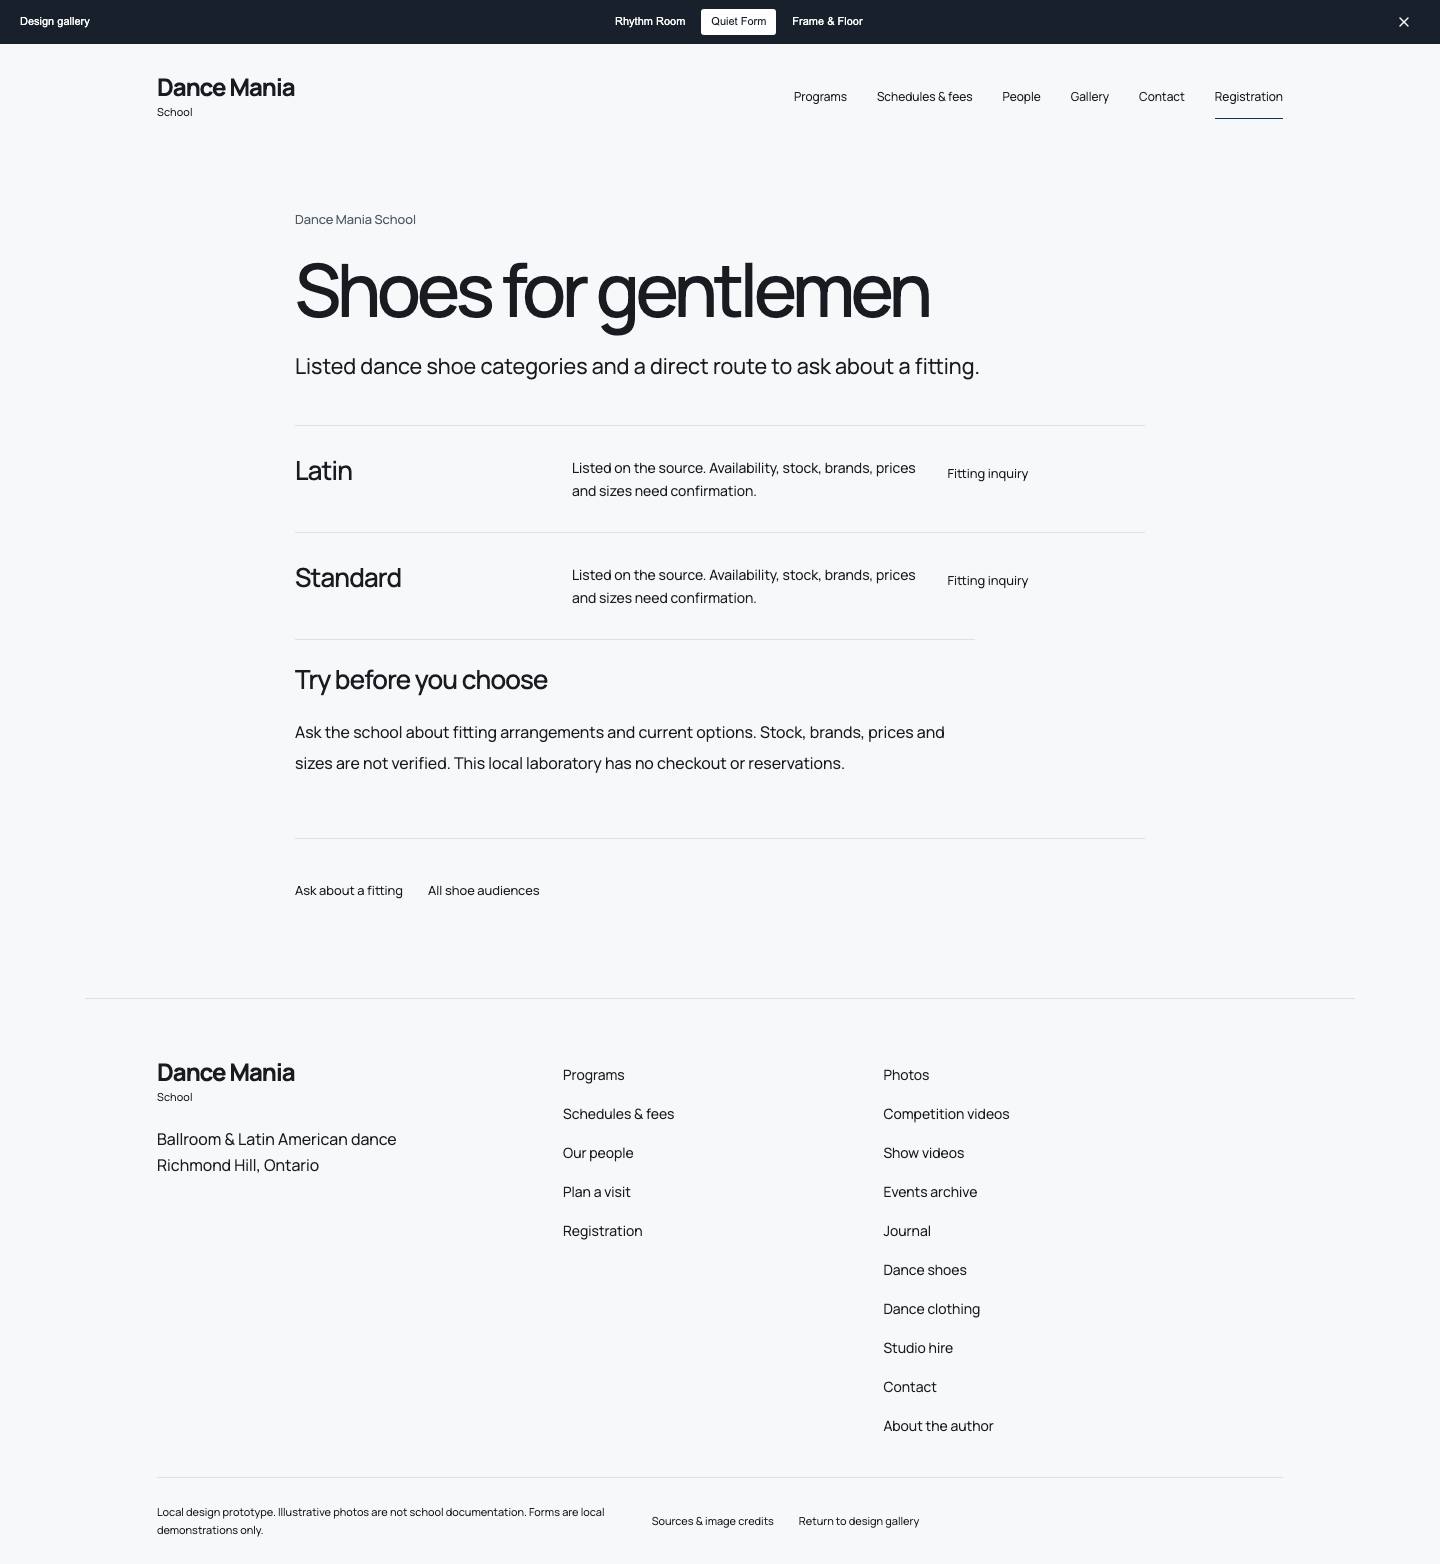 Design gallery
Rhythm Room
Quiet Form
Frame & Floor
Dance Mania
School
Programs
Schedules & fees
People
Gallery
Contact
Registration
Dance Mania School
Shoes for gentlemen
Listed dance shoe categories and a direct route to ask about a fitting.
Latin
Listed on the source. Availability, stock, brands, prices
and sizes need confirmation.
Fitting inquiry
Standard
Listed on the source. Availability, stock, brands, prices
and sizes need confirmation.
Fitting inquiry
Try before you choose
Ask the school about fitting arrangements and current options. Stock, brands, prices and
sizes are not verified. This local laboratory has no checkout or reservations.
Ask about a fitting
All shoe audiences
Dance Mania
School
Ballroom & Latin American dance
Richmond Hill, Ontario
Programs
Schedules & fees
Our people
Plan a visit
Registration
Photos
Competition videos
Show videos
Events archive
Journal
Dance shoes
Dance clothing
Studio hire
Contact
About the author
Local design prototype. Illustrative photos are not school documentation. Forms are local
demonstrations only.
Sources & image credits
Return to design gallery